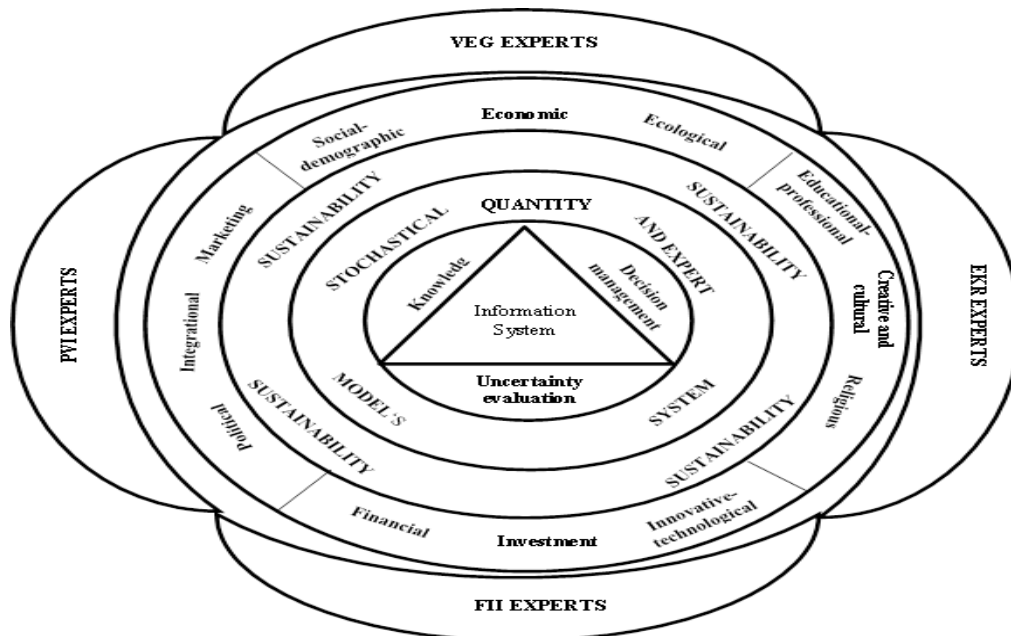 VEG EXPERTS
Economic
Social-
demographic
Ecological
Educational-
professional
SUSTAINABILITY
SUSTAINABILITY
Marketing
QUANTITY
STOCHASTICAL
AND EXPERT
Knowledg
Decision
management
PVI EXPERTS
Integrational
Information
System
Creative and
cultural
EKR EXPERTS
Uncertainty
evaluation
MODEL'S
SYSTEM
Political
Religious
SUSTAINABILITY
SUSTAINABILITY
Financial
Investment
Innovative-
technological
FII EXPERTS